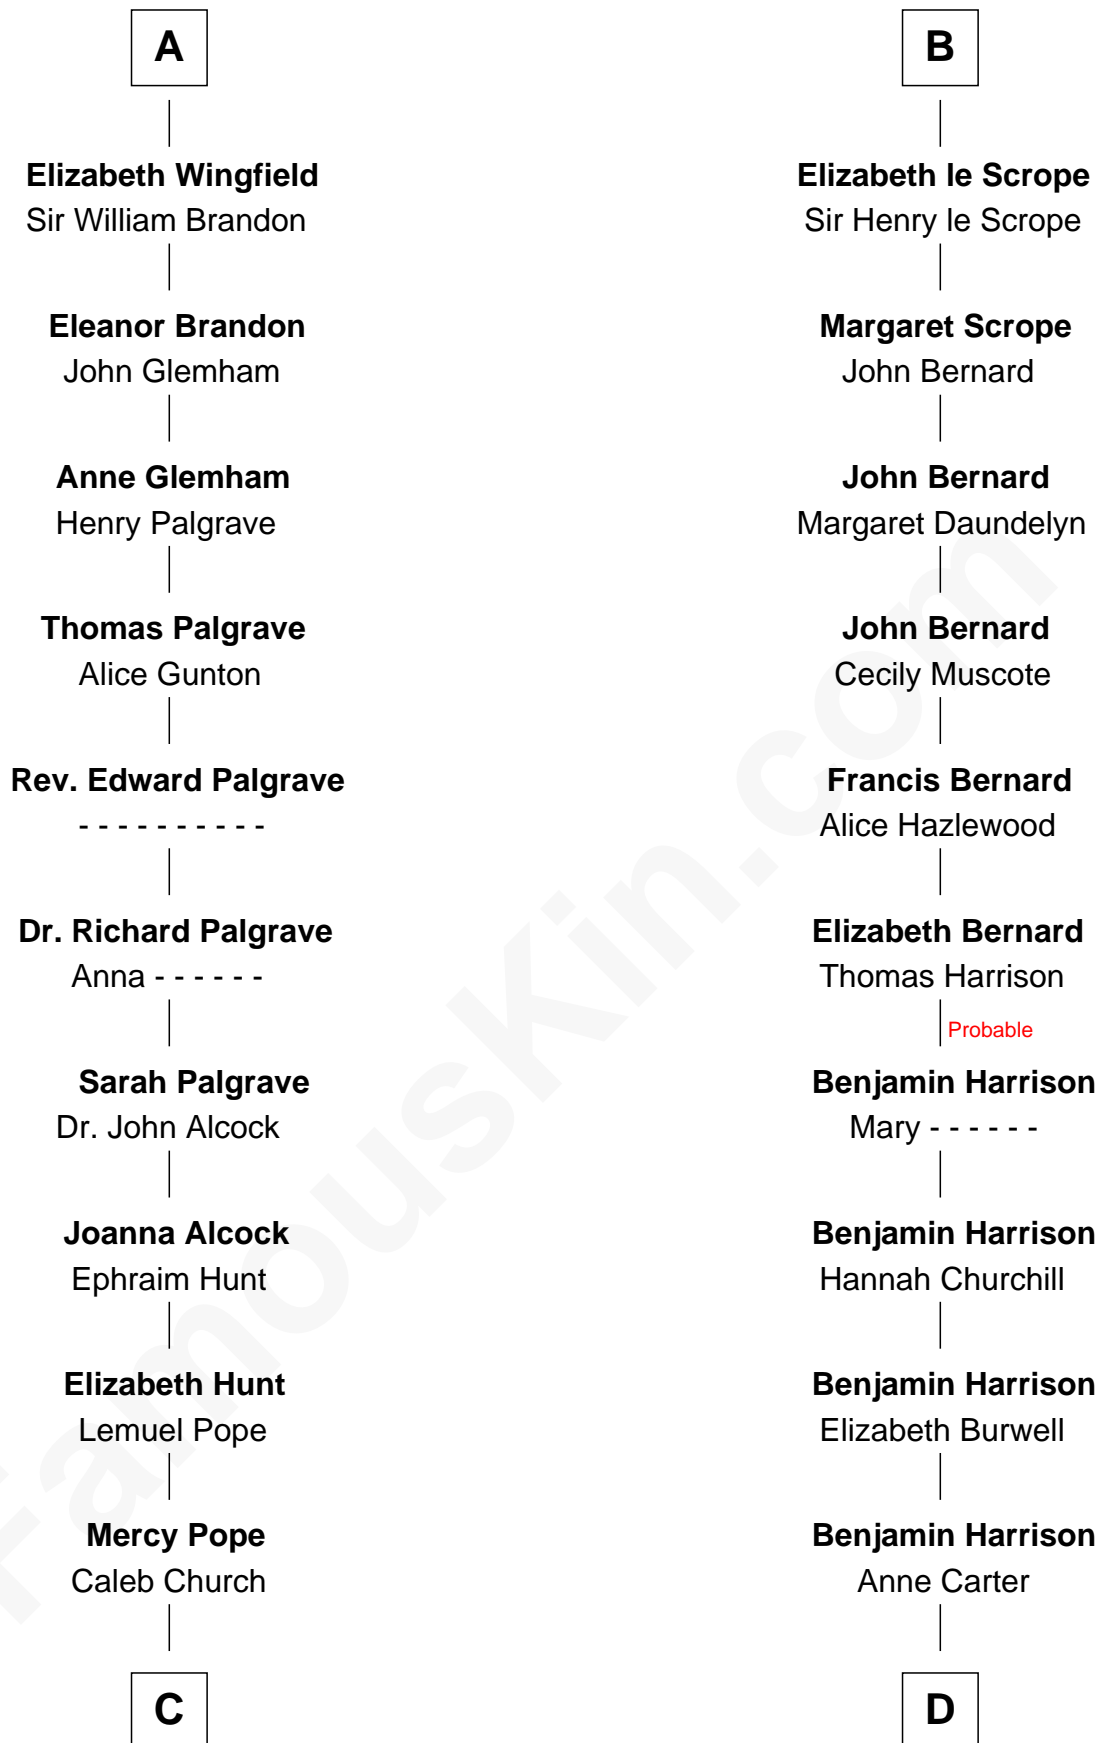 A
Elizabeth Wingfield
Sir William Brandon
Eleanor Brandon
John Glemham
Anne Glemham
Henry Palgrave
Thomas Palgrave
Alice Gunton
Rev. Edward Palgrave
- - - - - - - - - -
Dr. Richard Palgrave
Anna - - - - - -
Sarah Palgrave
Dr. John Alcock
Joanna Alcock
Ephraim Hunt
Elizabeth Hunt
Lemuel Pope
Mercy Pope
Caleb Church
C
B
Elizabeth le Scrope
Sir Henry le Scrope
Margaret Scrope
John Bernard
John Bernard
Margaret Daundelyn
John Bernard
Cecily Muscote
Francis Bernard
Alice Hazlewood
Elizabeth Bernard
Thomas Harrison
Probable
Benjamin Harrison
Mary - - - - - -
Benjamin Harrison
Hannah Churchill
Benjamin Harrison
Elizabeth Burwell
Benjamin Harrison
Anne Carter
D
FamousKin.com